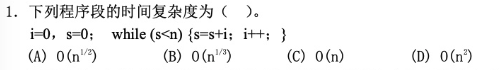 1. 下列程序段的时间复杂度为（ ）。
i=0, s=0; while (s<n) {s=s+i; i++; }
(A) O(n^{1/2}) (B) O(n^{1/3}) (C) O(n) (D) O(n²)